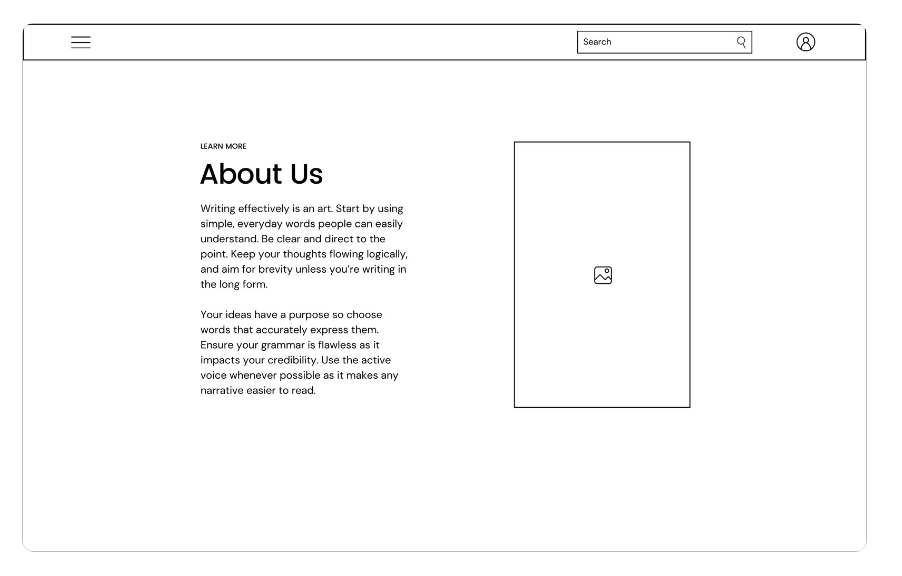 Search
LEARN MORE
About Us
Writing effectively is an art. Start by using
simple, everyday words people can easily
understand. Be clear and direct to the
point. Keep your thoughts flowing logically,
and aim for brevity unless you’re writing in
the long form.
Your ideas have a purpose so choose
words that accurately express them.
Ensure your grammar is flawless as it
impacts your credibility. Use the active
voice whenever possible as it makes any
narrative easier to read.